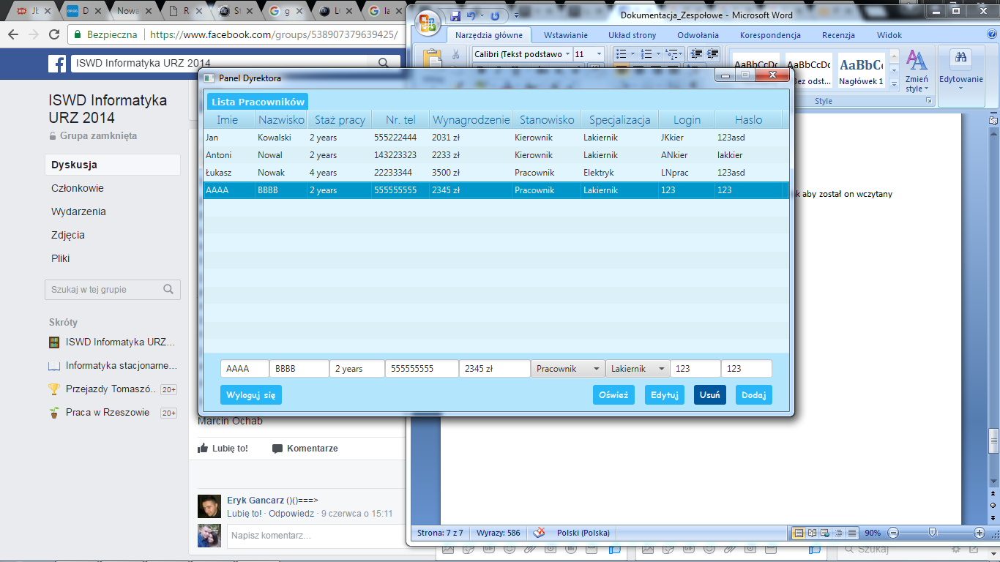 Nowa
Bezpieczna https://www.facebook.com/groups/538907379639425/
ISWD Informatyka URZ 2014
ISWD Informatyka
URZ 2014
Grupa zamknięta
Dyskusja
Członkowie
Wydarzenia
Zdjęcia
Pliki
Szukaj w tej grupie
Skróty
ISWD Informatyka URZ...
Informatyka stacjonarne...
Przejazdy Tomaszó... 20+
Praca w Rzeszowie 20+
Marcin Ochab
Lubię to! Komentarze
Eryk Gancarz ()()===>
Lubię to! · Odpowiedz · 9 czerwca o 15:11
Napisz komentarz...
Dokumentacja_Zespołowe - Microsoft Word
Narzędzia główne Wstawianie Układ strony Odwołania Korespondencja Recenzja Widok
Calibri (Tekst podstawo 11
AaBbCcDc AaBbCcDc AaBbCc
Bez odst... Nagłówek 1
Zmień style
Edytowanie
Style
k aby został on wczytany
Panel Dyrektora
Lista Pracowników
Imie Nazwisko Staż pracy Nr. tel Wynagrodzenie Stanowisko Specjalizacja Login Haslo
Jan Kowalski 2 years 555222444 2031 zł Kierownik Lakiernik JKkier 123asd
Antoni Nowal 2 years 143223323 2233 zł Kierownik Lakiernik ANkier lakkier
Łukasz Nowak 4 years 22233344 3500 zł Pracownik Elektryk LNprac 123asd
AAAA BBBB 2 years 555555555 2345 zł Pracownik Lakiernik 123 123
AAAA BBBB 2 years 555555555 2345 zł Pracownik Lakiernik 123 123
Wyloguj się Ośwież Edytuj Usuń Dodaj
Strona: 7 z 7 Wyrazy: 586 Polski (Polska) 90%
Szukaj